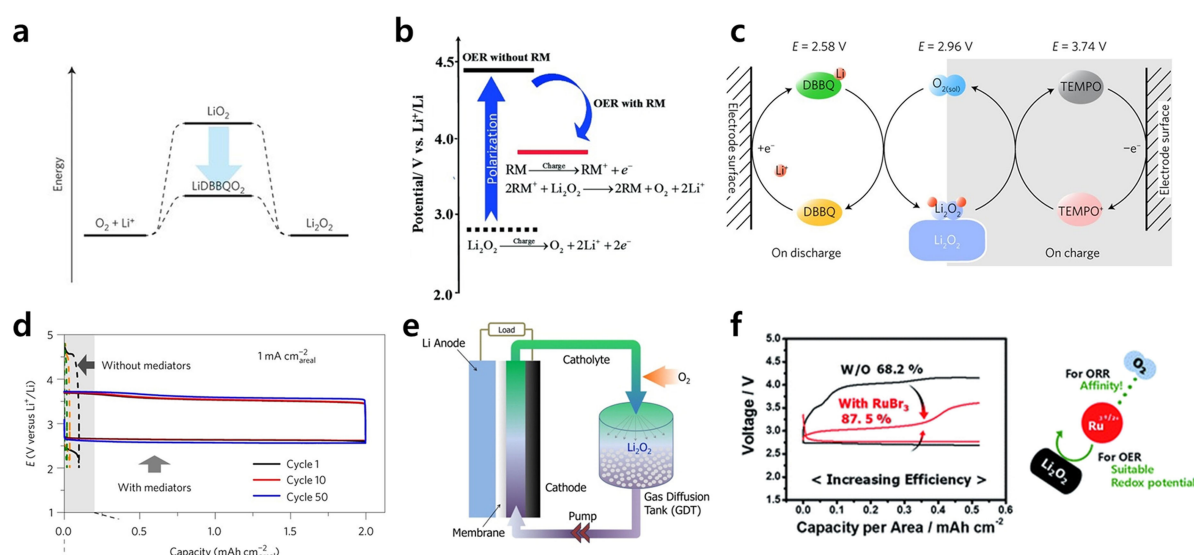 a
Energy
LiO₂
LiDBBQO₂
O₂ + Li⁺
Li₂O₂
b
Potential/ V vs. Li⁺/Li
4.5
4.0
3.0
2.0
OER without RM
OER with RM
Polarization
RM —Charge→ RM⁺ + e⁻
2RM⁺ + Li₂O₂ ⟶ 2RM + O₂ + 2Li⁺
Li₂O₂ —Charge→ O₂ + 2Li⁺ + 2e⁻
c
E = 2.58 V
E = 2.96 V
E = 3.74 V
Electrode surface
+e⁻
Li⁺
DBBQ
Li
DBBQ
O₂(sol)
Li₂O₂
Li₂O₂
TEMPO
TEMPO⁺
−e⁻
Electrode surface
On discharge
On charge
d
E (V versus Li⁺/Li)
5
4
3
2
1
Without mediators
1 mA cm⁻²areal
With mediators
Cycle 1
Cycle 10
Cycle 50
0.0 0.5 1.0 1.5 2.0
Capacity (mAh cm⁻²
e
Load
Li Anode
Catholyte
O₂
Li₂O₂
Cathode
Membrane
Pump
Gas Diffusion
Tank (GDT)
f
Voltage / V
5.0
4.5
4.0
3.5
3.0
2.5
2.0
1.5
W/O 68.2 %
With RuBr₃
87. 5 %
< Increasing Efficiency >
0.0 0.1 0.2 0.3 0.4 0.5 0.6
Capacity per Area / mAh cm⁻²
For ORR
Affinity!
O₂
Ru³⁺/²⁺
For OER
Suitable
Redox potential
Li₂O₂